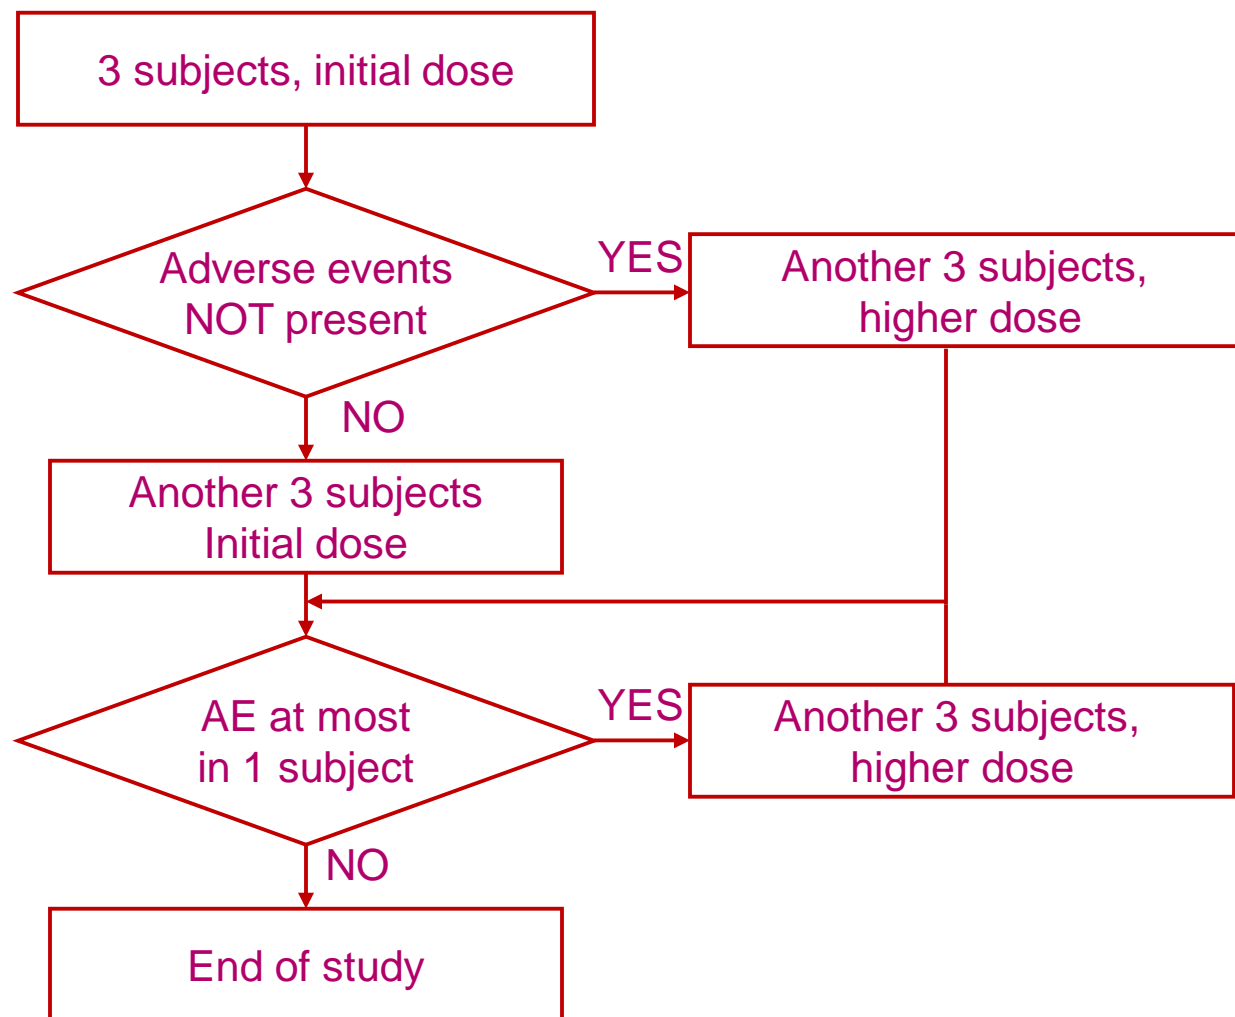 3 subjects, initial dose
Adverse events
NOT present
YES
Another 3 subjects,
higher dose
NO
Another 3 subjects
Initial dose
AE at most
in 1 subject
YES
Another 3 subjects,
higher dose
NO
End of study